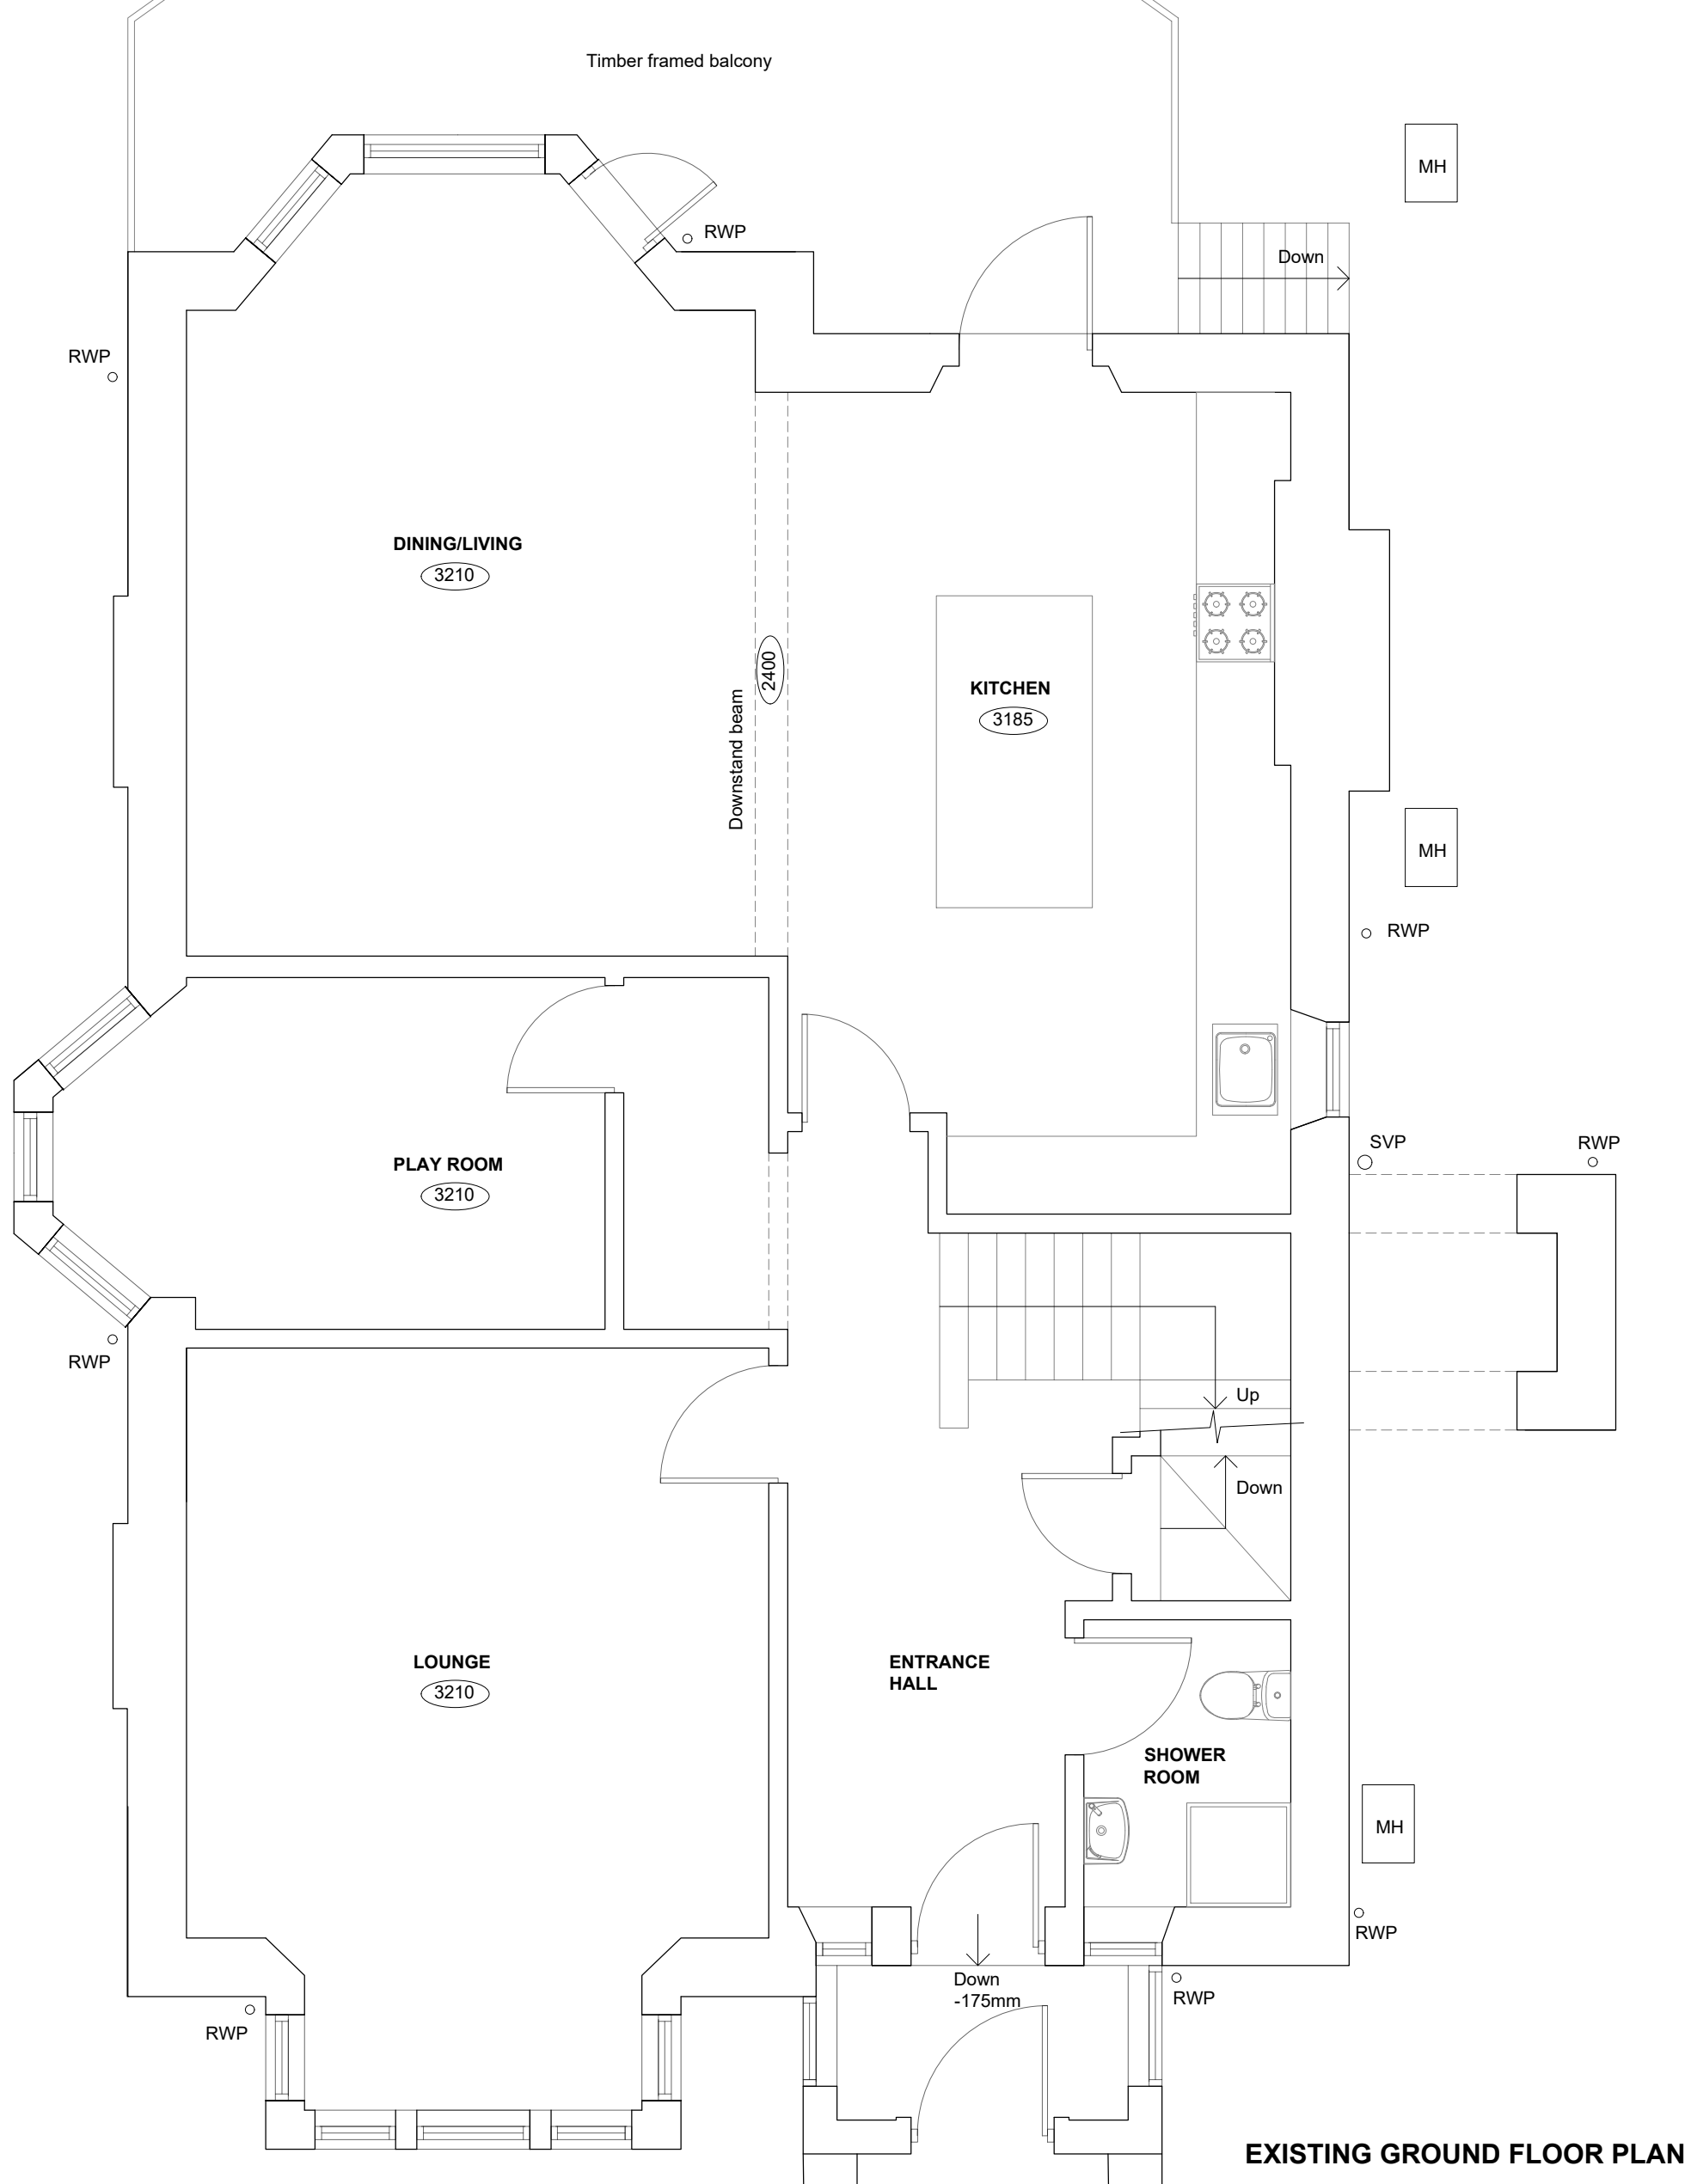 Timber framed balcony
MH
RWP
Down
RWP
DINING/LIVING
3210
2400
Downstand beam
KITCHEN
3185
MH
RWP
SVP
RWP
PLAY ROOM
3210
RWP
Up
Down
LOUNGE
3210
ENTRANCE
HALL
SHOWER
ROOM
MH
RWP
Down
-175mm
RWP
RWP
EXISTING GROUND FLOOR PLAN